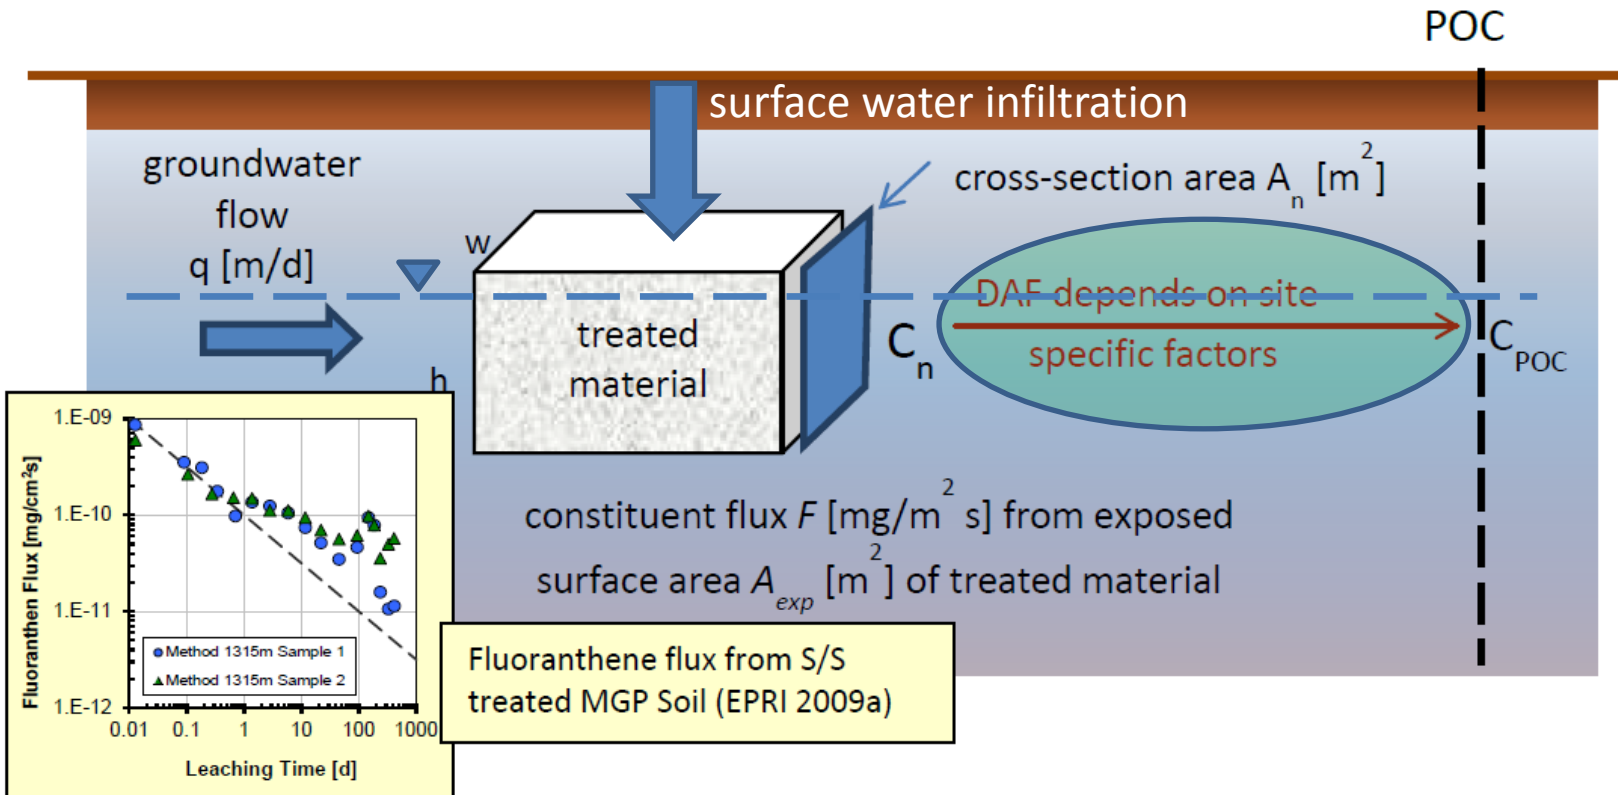 POC
surface water infiltration
groundwater
flow
q [m/d]
cross-section area Aₙ [m²]
w
h
treated
material
Cₙ
DAF depends on site
specific factors
C_POC
constituent flux F [mg/m² s] from exposed
surface area A_exp [m²] of treated material
Fluoranthen Flux [mg/cm²s]
1.E-09
1.E-10
1.E-11
1.E-12
Method 1315m Sample 1
Method 1315m Sample 2
0.01 0.1 1 10 100 1000
Leaching Time [d]
Fluoranthene flux from S/S
treated MGP Soil (EPRI 2009a)